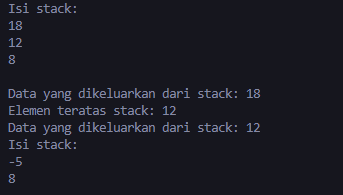 Isi stack:
18
12
8
Data yang dikeluarkan dari stack: 18
Elemen teratas stack: 12
Data yang dikeluarkan dari stack: 12
Isi stack:
-5
8